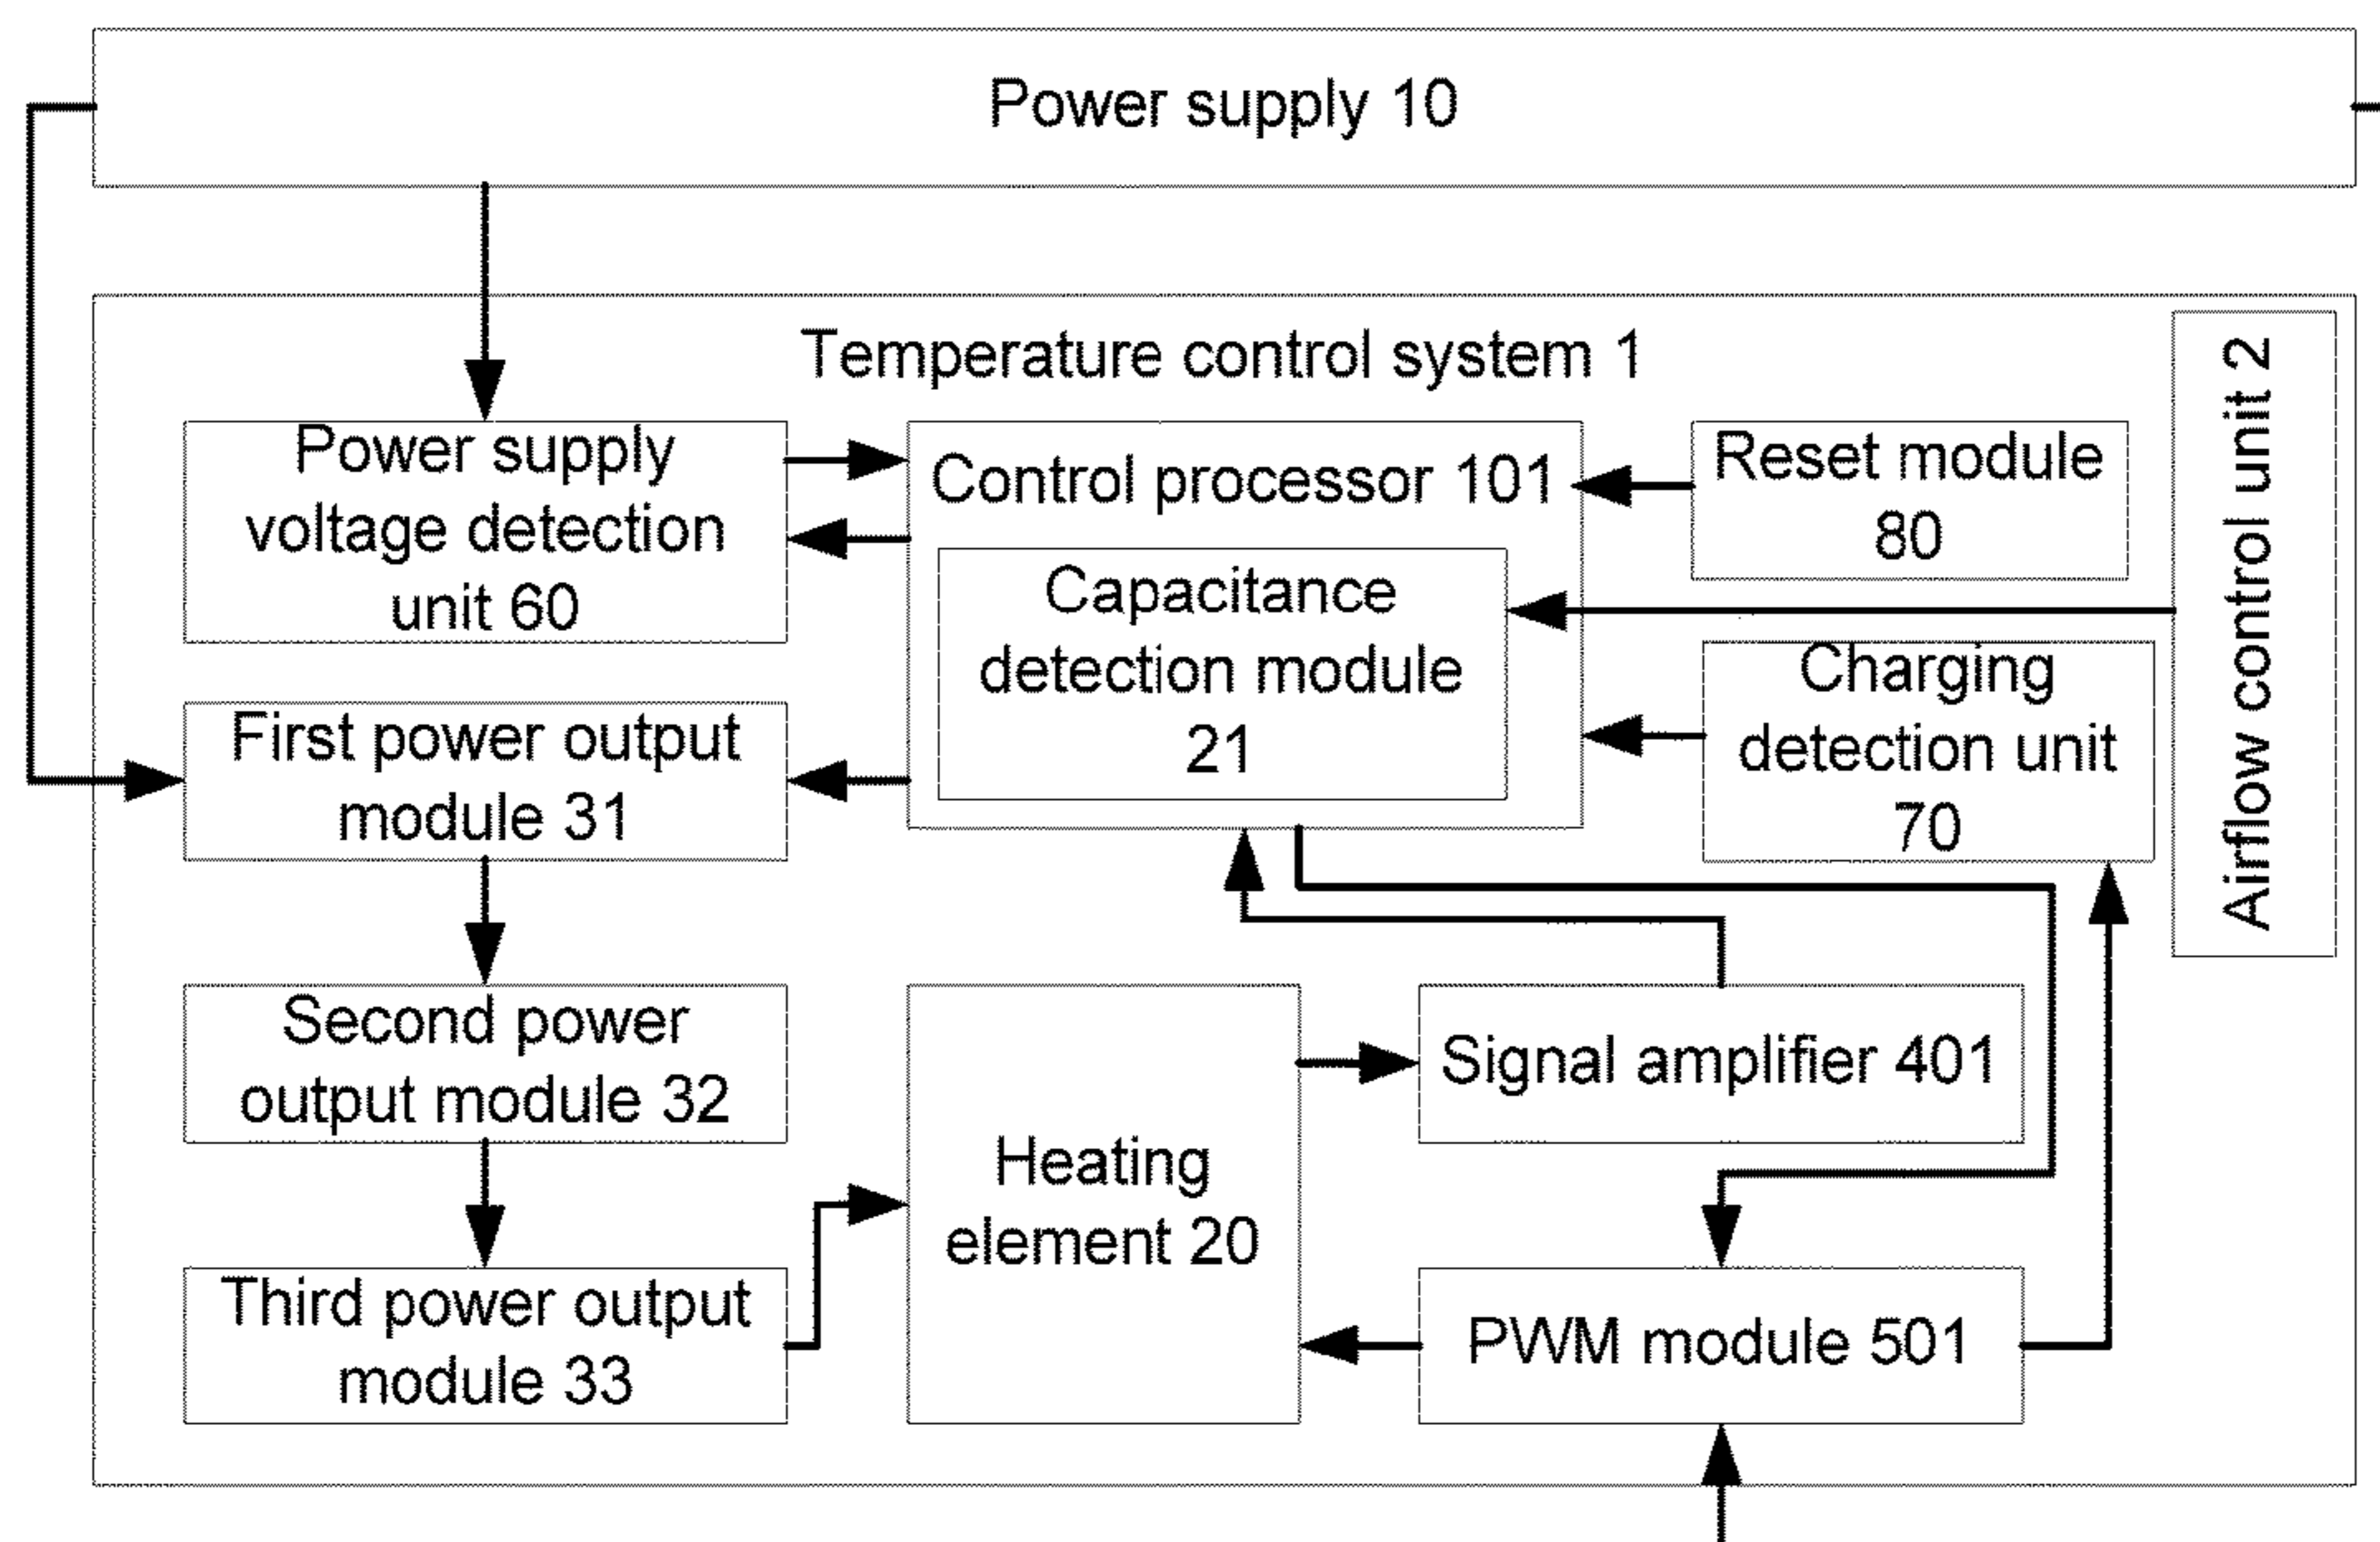 Power supply 10
Temperature control system 1
Power supply
voltage detection
unit 60
Control processor 101
Capacitance
detection module
21
Reset module
80
Airflow control unit 2
Charging
detection unit
70
First power output
module 31
Second power
output module 32
Third power output
module 33
Heating
element 20
Signal amplifier 401
PWM module 501